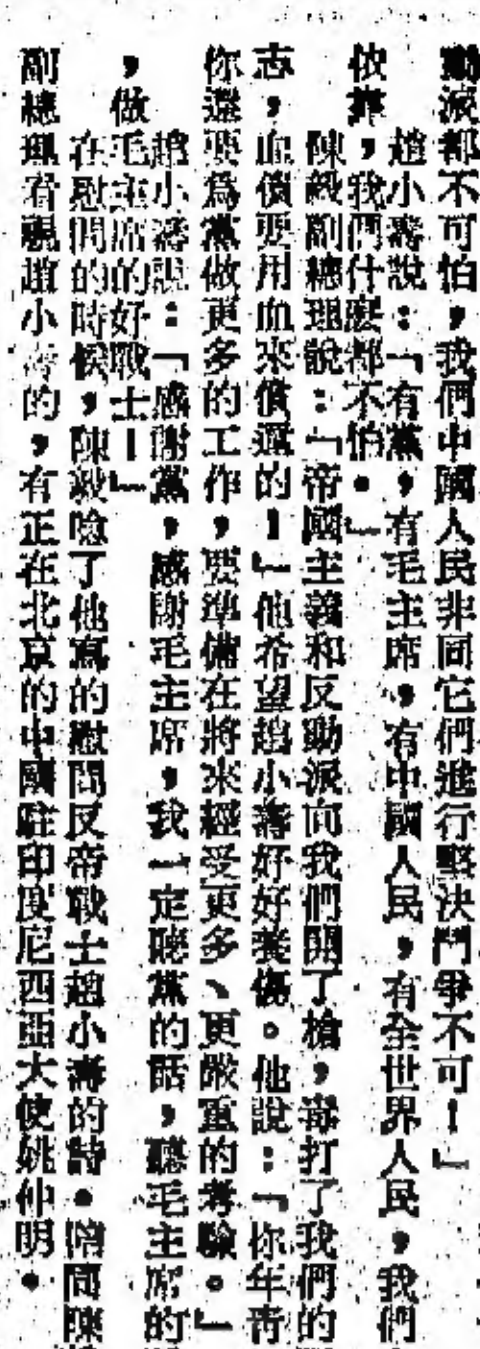 動派都不可怕，我們中國人民非同它們進行堅決鬥爭不可！」
趙小壽說：「有黨，有毛主席，有中國人民，有全世界人民，我們
依靠，我們什麼都不怕。」
陳毅副總理說：「帝國主義和反動派向我們開了槍，毒打了我們的
志，血債要用血來償還的！」他希望趙小壽好好養傷。他說：「你年青
你還要爲黨做更多的工作，要準備在將來經受更多、更嚴重的考驗。」
趙小壽說：「感謝黨，感謝毛主席，我一定聽黨的話，聽毛主席的
，做毛主席的好戰士！」
在慰問的時候，陳毅唸了他寫的慰問反帝戰士趙小壽的詩。陪同陳
副總理看望趙小壽的，有正在北京的中國駐印度尼西亞大使姚仲明。